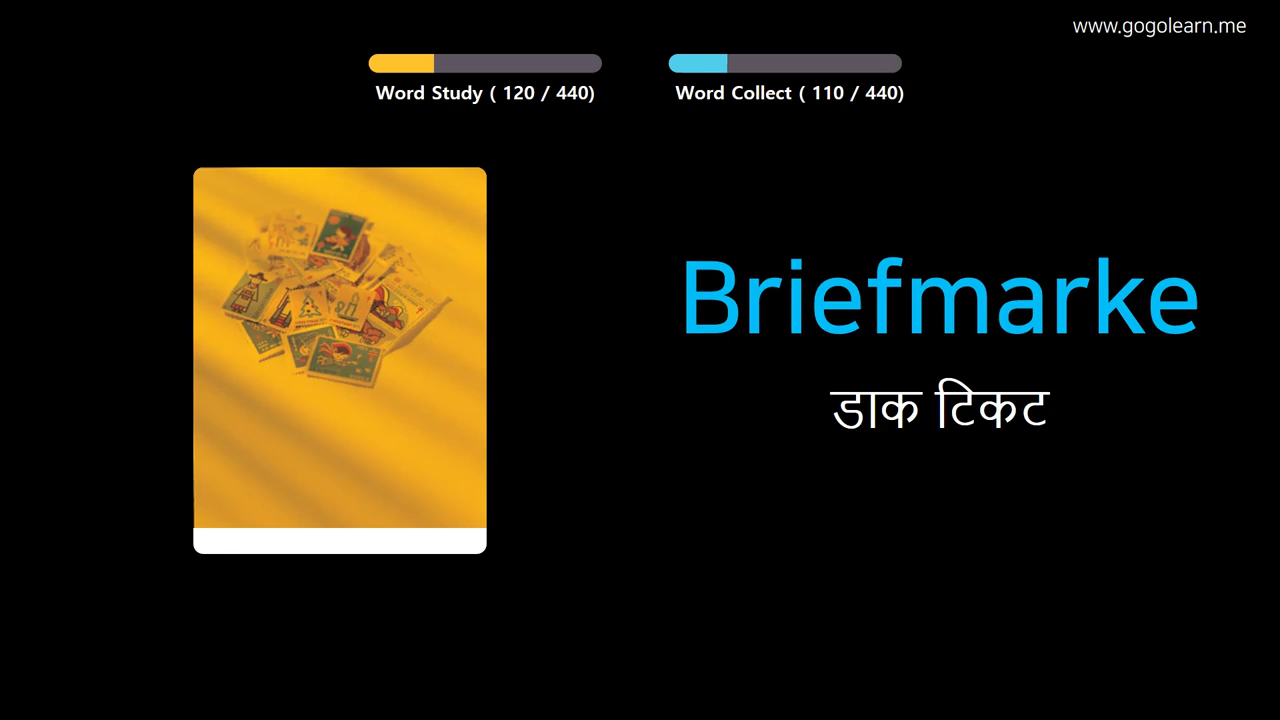 www.gogolearn.me
Word Study ( 120 / 440)
Word Collect ( 110 / 440)
Briefmarke
डाक टिकट